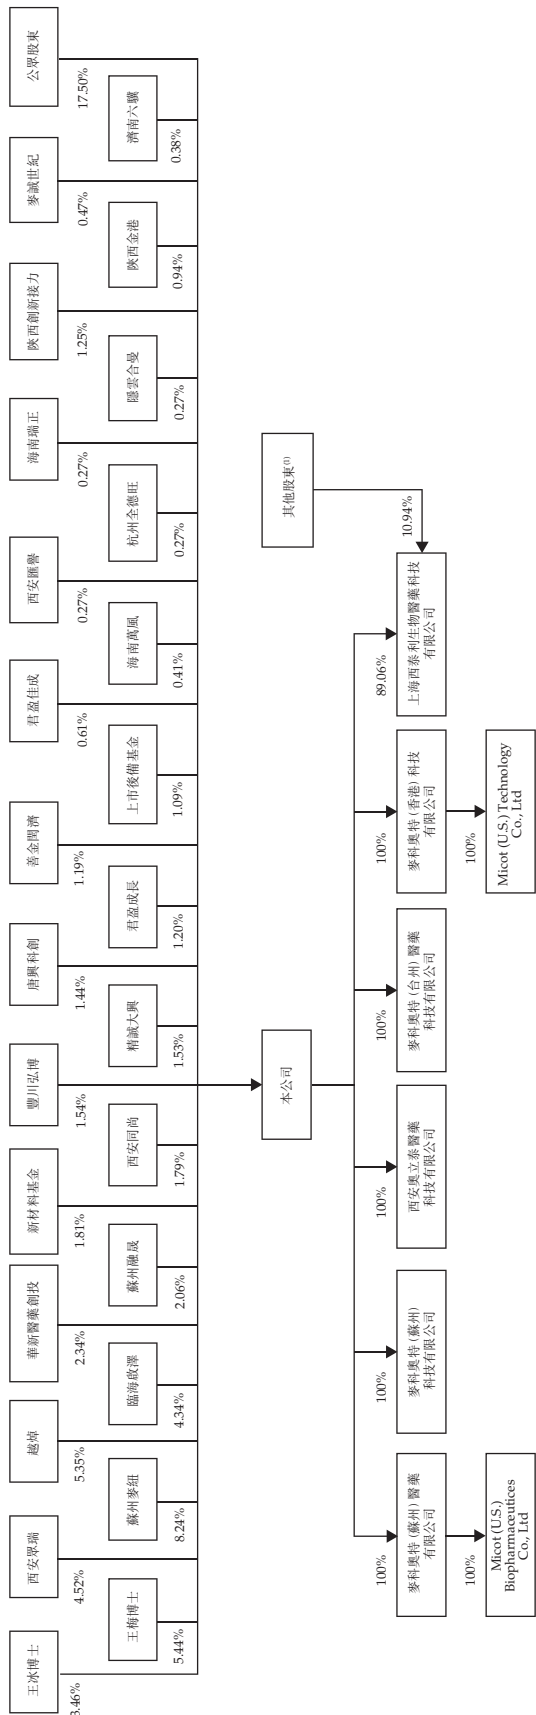 王冰博士
西安眾瑞
越焯
華新醫藥創投
新材料基金
豐川弘博
唐興科創
善金閏濟
君盈佳成
西安匯譽
海南瑞正
陝西創新接力
麥誠世紀
公眾股東
4.52%
5.35%
2.34%
1.81%
1.54%
1.44%
1.19%
0.61%
0.27%
0.27%
1.25%
0.47%
17.50%
王梅博士
蘇州麥紐
臨海啟澤
蘇州融晟
西安同尚
精誠大興
君盈成長
上市後備基金
海南萬風
杭州全德旺
隱雲合曼
陝西金港
濟南六驥
5.44%
8.24%
4.34%
2.06%
1.79%
1.53%
1.20%
1.09%
0.41%
0.27%
0.27%
0.94%
0.38%
本公司
其他股東(1)
100%
100%
100%
100%
100%
89.06%
10.94%
麥科奧特(蘇州)醫藥
有限公司
麥科奧特(蘇州)
科技有限公司
西安奧立泰醫藥
科技有限公司
麥科奧特(台州)醫藥
科技有限公司
麥科奧特(香港)科技
有限公司
上海西泰利生物醫藥科技
有限公司
100%
100%
Micot (U.S.)
Biopharmaceutices
Co., Ltd
Micot (U.S.) Technology
Co., Ltd